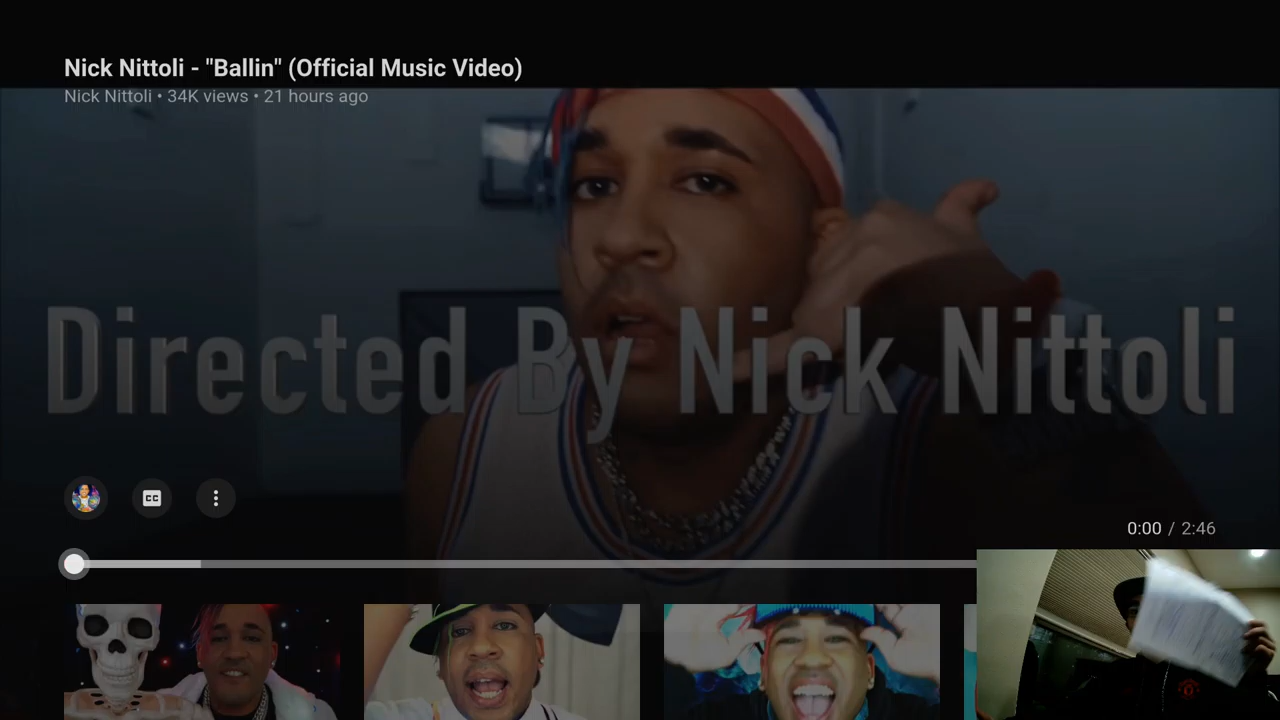 Nick Nittoli - "Ballin" (Official Music Video)
Nick Nittoli • 34K views • 21 hours ago
Directed By Nick Nittoli
CC
0:00 / 2:46